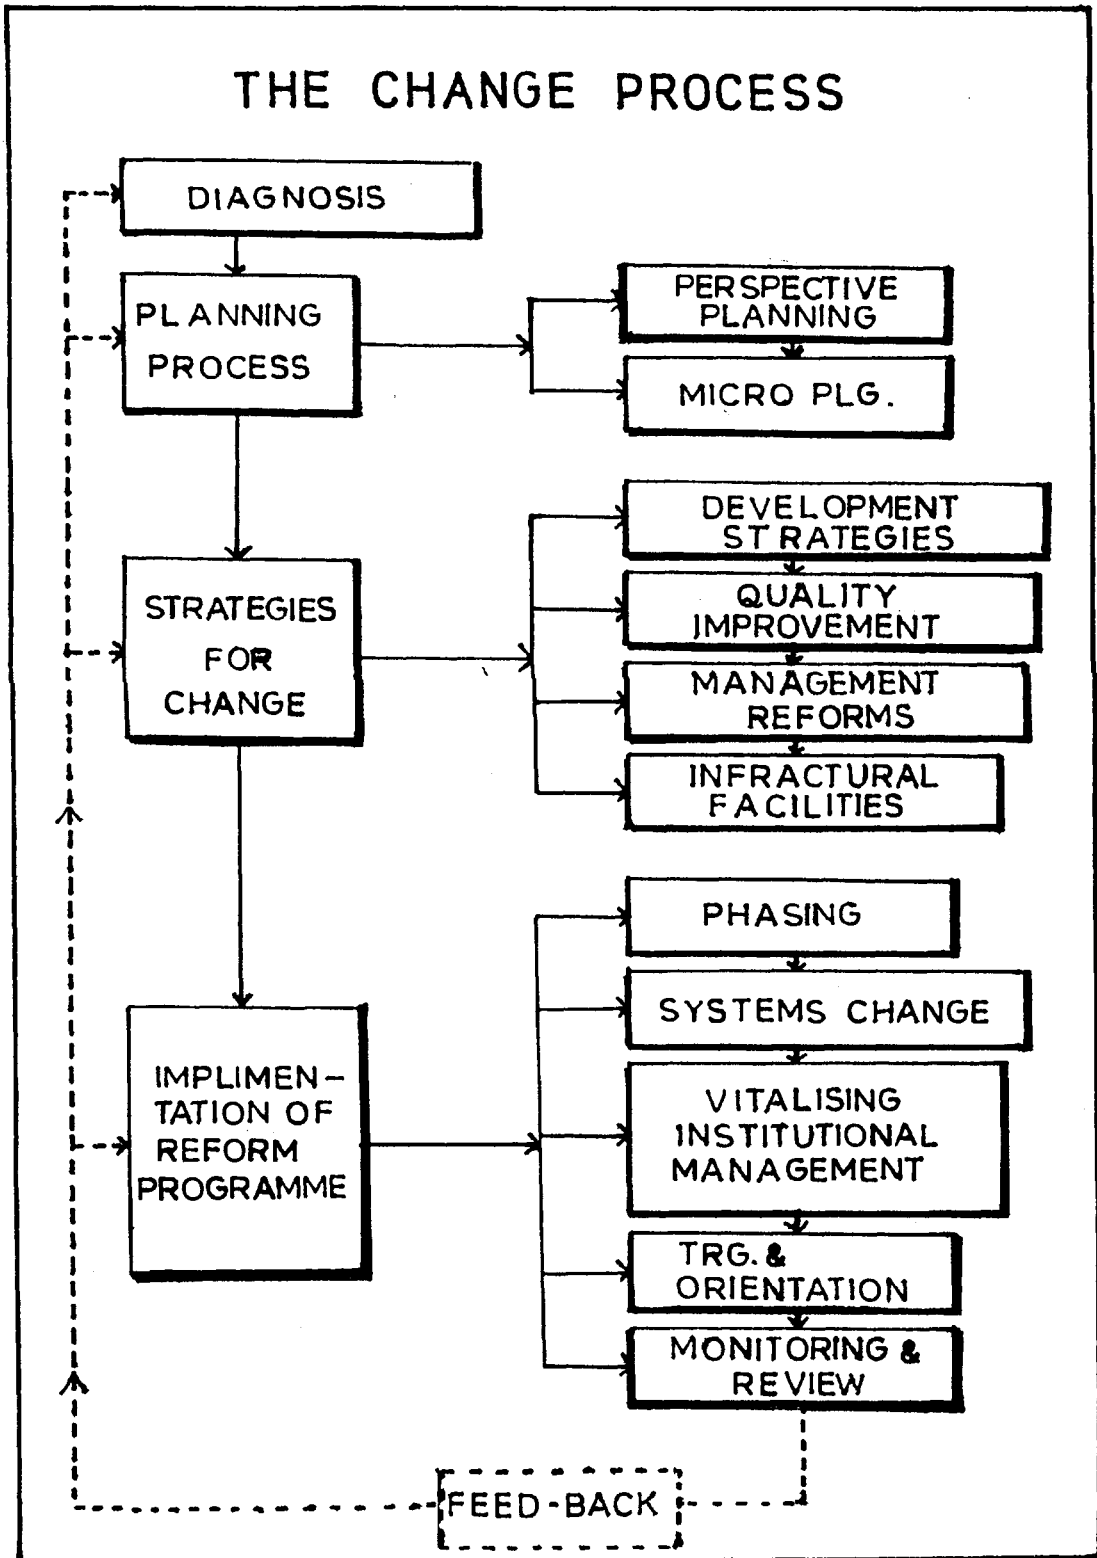 THE CHANGE PROCESS
DIAGNOSIS
PLANNING
PROCESS
PERSPECTIVE
PLANNING
MICRO PLG.
STRATEGIES
FOR
CHANGE
DEVELOPMENT
STRATEGIES
QUALITY
IMPROVEMENT
MANAGEMENT
REFORMS
INFRACTURAL
FACILITIES
IMPLIMEN-
TATION OF
REFORM
PROGRAMME
PHASING
SYSTEMS CHANGE
VITALISING
INSTITUTIONAL
MANAGEMENT
TRG. &
ORIENTATION
MONITORING &
REVIEW
FEED-BACK